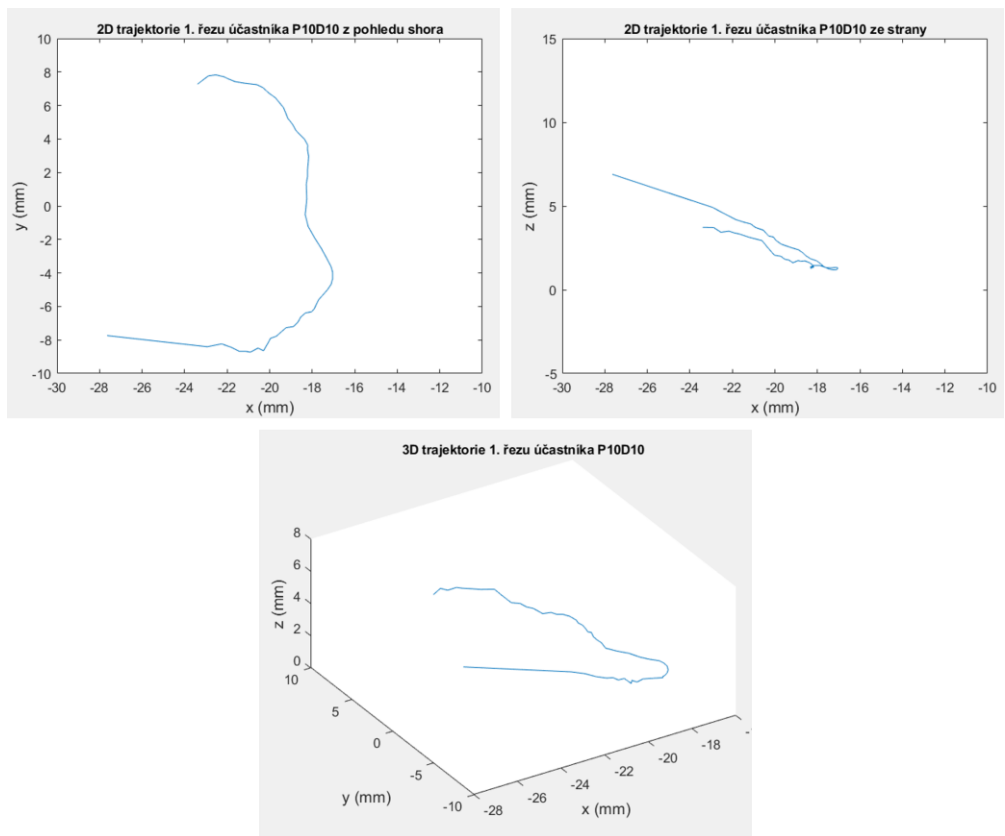 2D trajektorie 1. řezu účastníka P10D10 z pohledu shora
10
8
6
4
2
0
-2
-4
-6
-8
-10
y (mm)
-30 -28 -26 -24 -22 -20 -18 -16 -14 -12 -10
x (mm)
2D trajektorie 1. řezu účastníka P10D10 ze strany
15
10
5
0
-5
z (mm)
-30 -28 -26 -24 -22 -20 -18 -16 -14 -12 -10
x (mm)
3D trajektorie 1. řezu účastníka P10D10
8
6
4
2
0
z (mm)
10
5
0
-5
-10
y (mm)
-28
-26
-24
-22
-20
-18
x (mm)